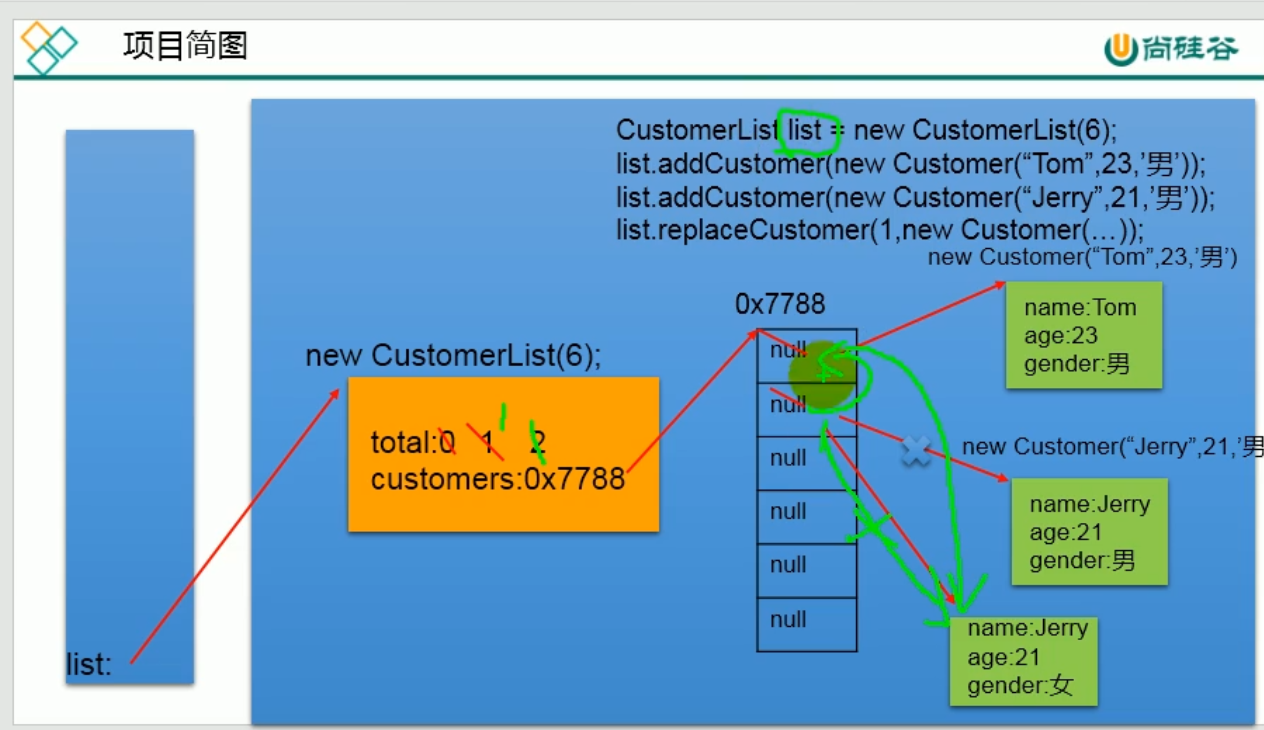 项目简图
尚硅谷
CustomerList list = new CustomerList(6);
list.addCustomer(new Customer(“Tom”,23,’男’));
list.addCustomer(new Customer(“Jerry”,21,’男’));
list.replaceCustomer(1,new Customer(…));
new Customer(“Tom”,23,’男’)
0x7788
name:Tom
age:23
gender:男
new CustomerList(6);
null
null
null
null
null
null
total:0 1 2
1
customers:0x7788
new Customer(“Jerry”,21,’男
name:Jerry
age:21
gender:男
name:Jerry
age:21
gender:女
list: